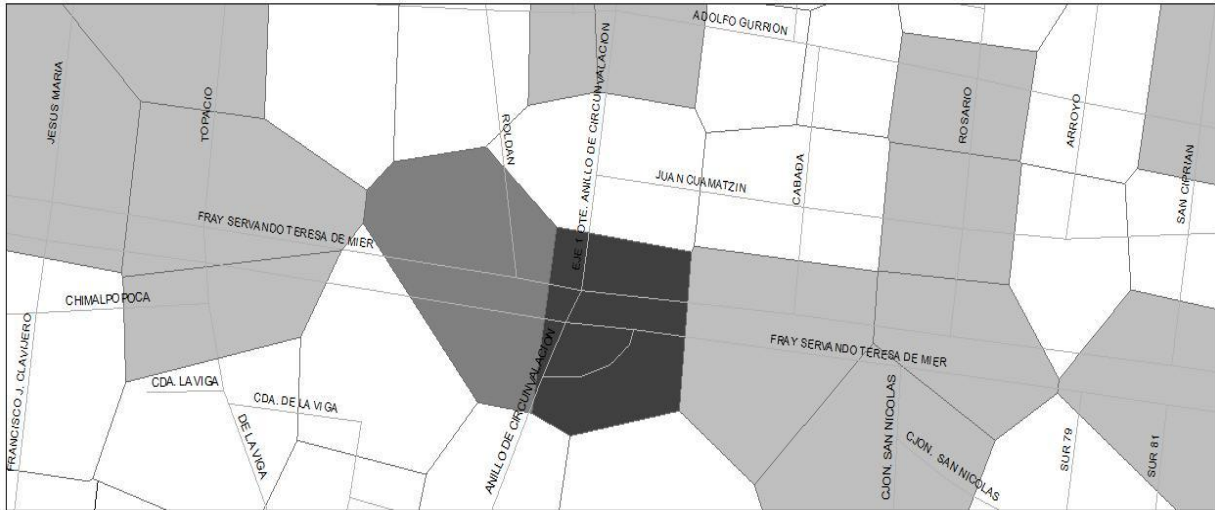 ADOLFO GURRION
JESUS MARIA
TOPACIO
ROLDAN
EJE 1 OTE. ANILLO DE CIRCUNVALACION
CABADA
ROSARIO
ARROYO
SAN CIPRIAN
JUAN CUAMATZIN
FRAY SERVANDO TERESA DE MIER
CHIMALPOPOCA
FRAY SERVANDO TERESA DE MIER
FRANCISCO J. CLAVIJERO
CDA. LA VIGA
CDA. DE LA VIGA
DE LA VIGA
ANILLO DE CIRCUNVALACION
CJON. SAN NICOLAS
CJON. SAN NICOLAS
SUR 79
SUR 81